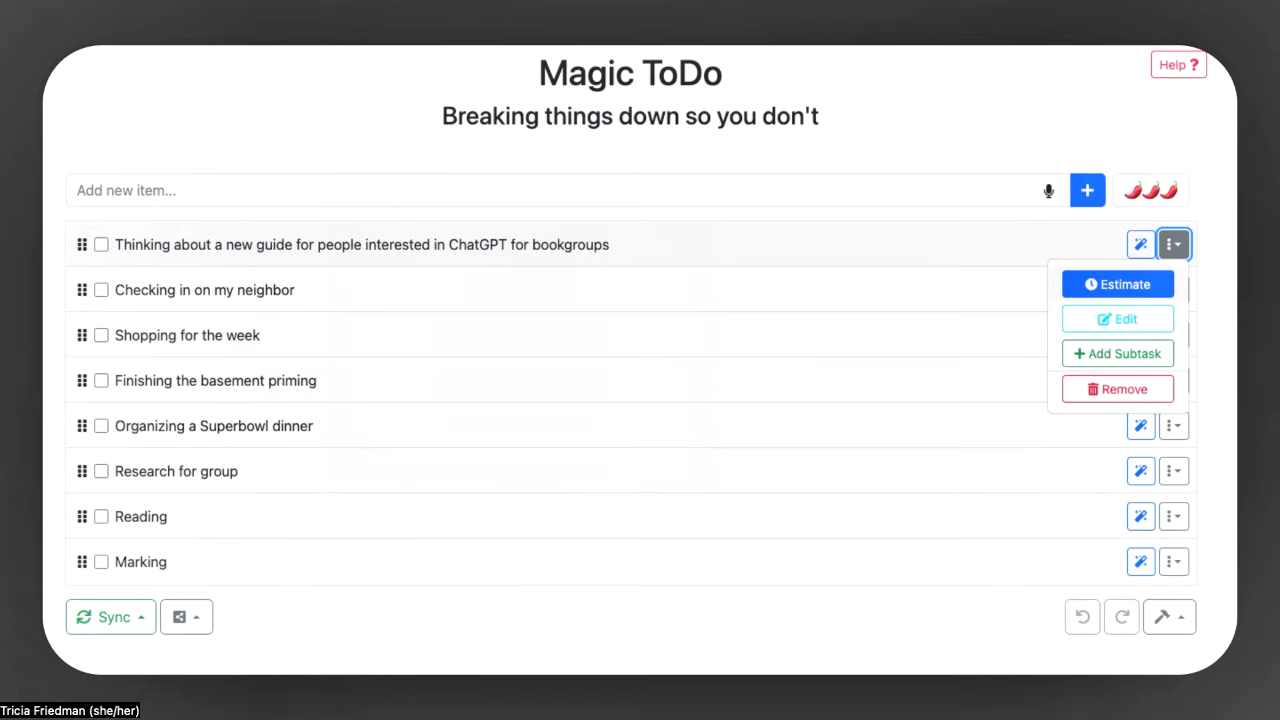 Magic ToDo
Help ?
Breaking things down so you don't
Add new item...
Thinking about a new guide for people interested in ChatGPT for bookgroups
Estimate
Checking in on my neighbor
Edit
Shopping for the week
Add Subtask
Finishing the basement priming
Remove
Organizing a Superbowl dinner
Research for group
Reading
Marking
Sync
Tricia Friedman (she/her)